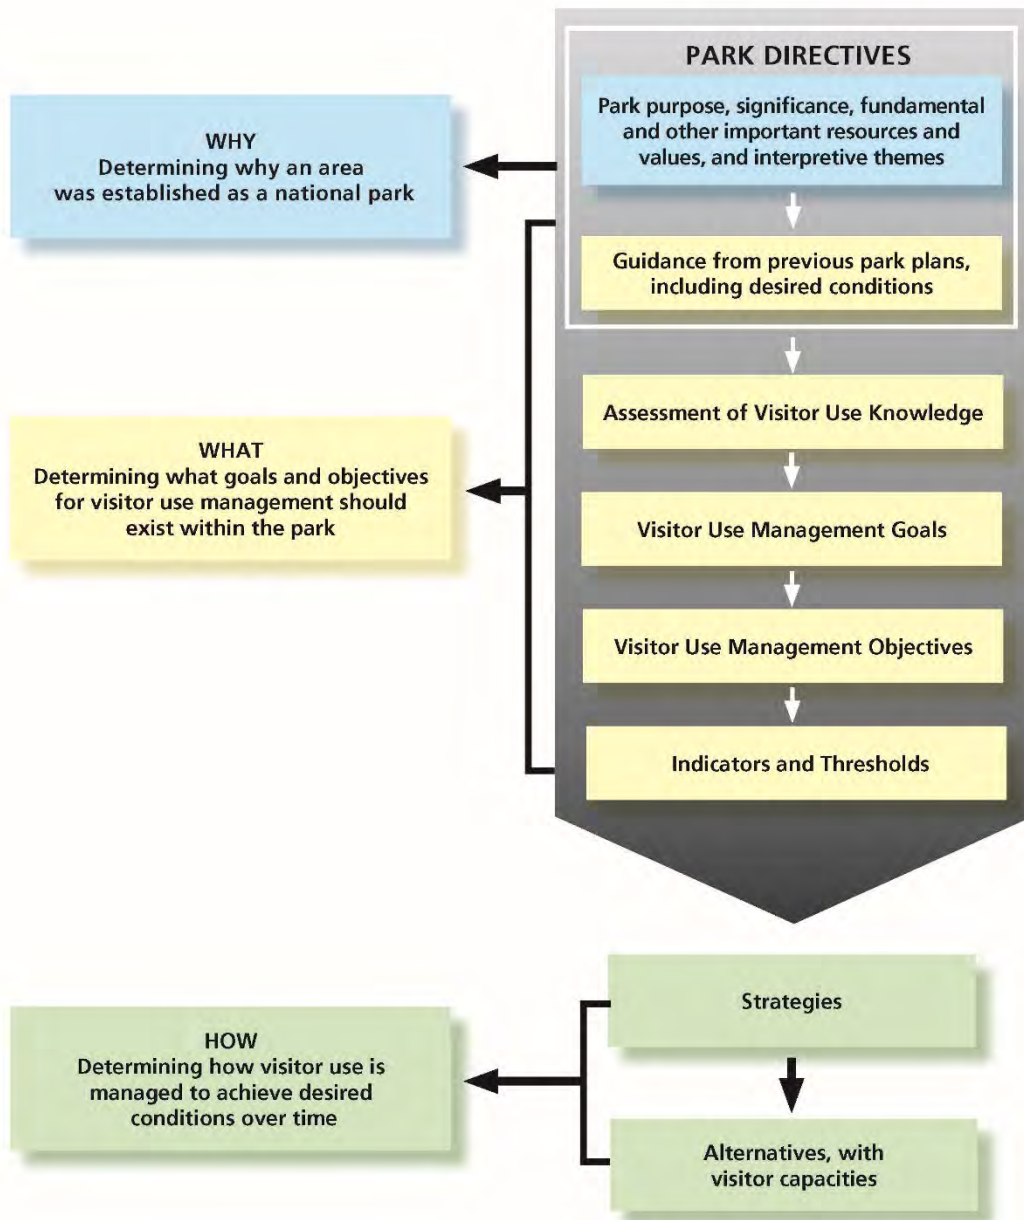 PARK DIRECTIVES
Park purpose, significance, fundamental
and other important resources and
values, and interpretive themes
WHY
Determining why an area
was established as a national park
Guidance from previous park plans,
including desired conditions
Assessment of Visitor Use Knowledge
WHAT
Determining what goals and objectives
for visitor use management should
exist within the park
Visitor Use Management Goals
Visitor Use Management Objectives
Indicators and Thresholds
Strategies
HOW
Determining how visitor use is
managed to achieve desired
conditions over time
Alternatives, with
visitor capacities